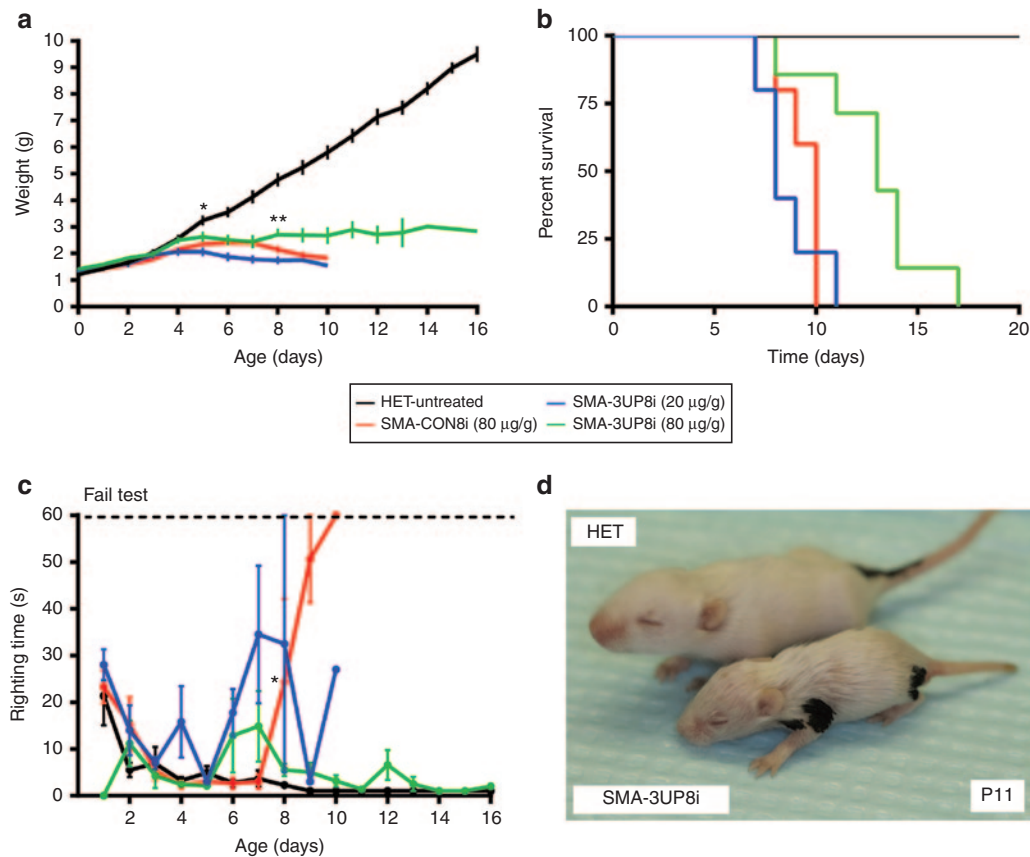 a
10
9
8
7
6
5
4
3
2
1
0
Weight (g)
*
**
0 2 4 6 8 10 12 14 16
Age (days)
b
100
75
50
25
0
Percent survival
0 5 10 15 20
Time (days)
HET-untreated
SMA-CON8i (80 µg/g)
SMA-3UP8i (20 µg/g)
SMA-3UP8i (80 µg/g)
c
Fail test
60
50
40
30
20
10
0
Righting time (s)
*
2 4 6 8 10 12 14 16
Age (days)
d
HET
SMA-3UP8i
P11